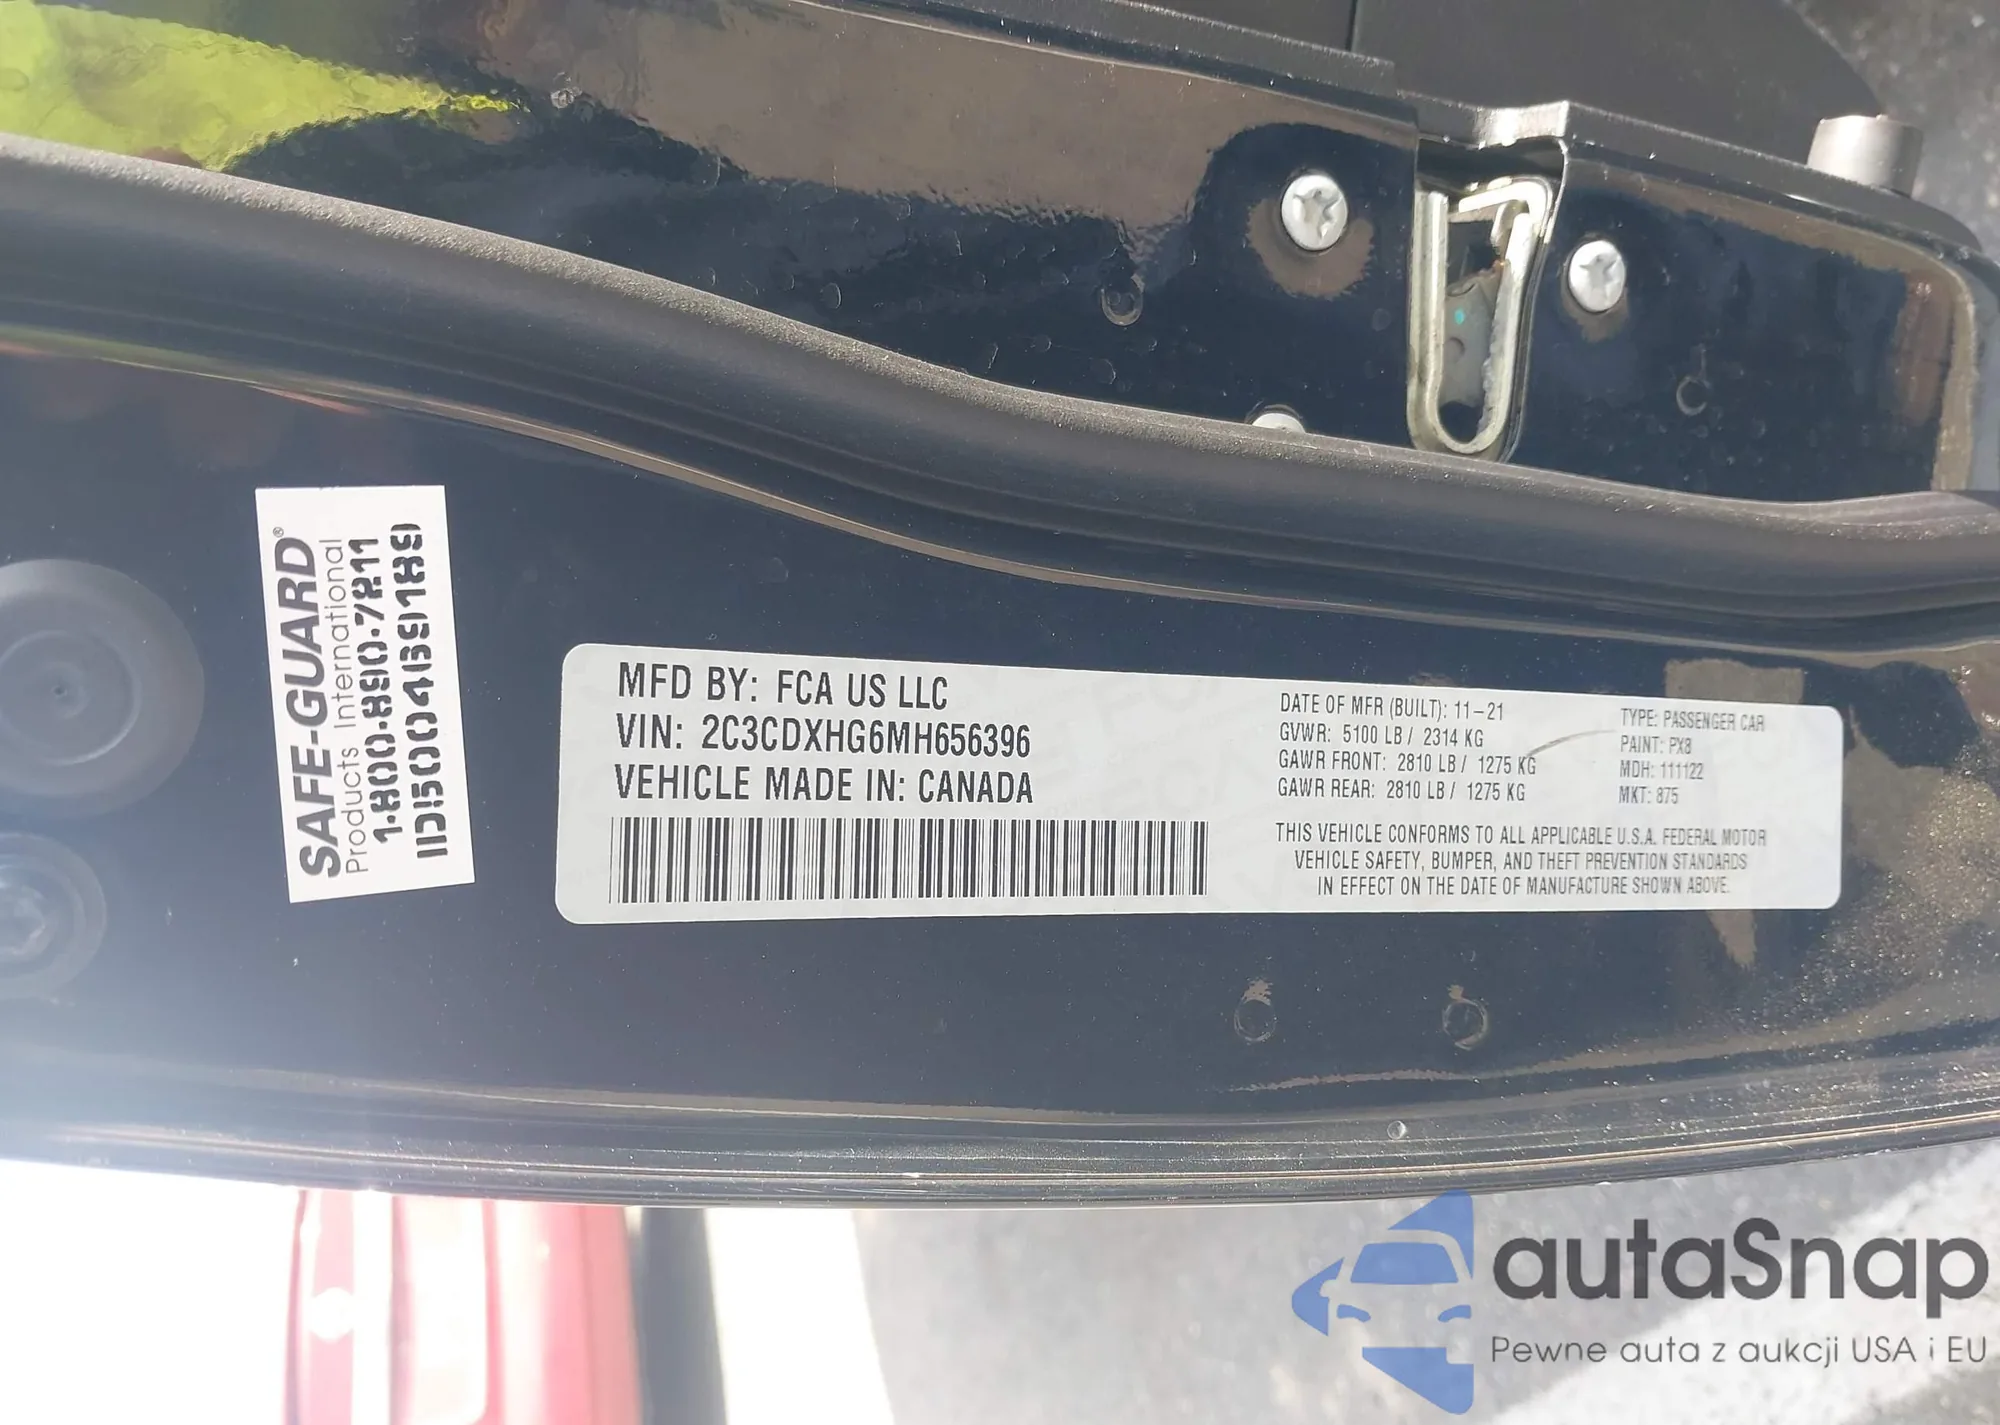 SAFE-GUARD®
Products International
1-800-890-7211
ID5004B9189
MFD BY: FCA US LLC
VIN: 2C3CDXHG6MH656396
VEHICLE MADE IN: CANADA
DATE OF MFR (BUILT): 11-21
GVWR: 5100 LB / 2314 KG
GAWR FRONT: 2810 LB / 1275 KG
GAWR REAR: 2810 LB / 1275 KG
TYPE: PASSENGER CAR
PAINT: PX8
MDH: 111122
MKT: 875
THIS VEHICLE CONFORMS TO ALL APPLICABLE U.S.A. FEDERAL MOTOR
VEHICLE SAFETY, BUMPER, AND THEFT PREVENTION STANDARDS
IN EFFECT ON THE DATE OF MANUFACTURE SHOWN ABOVE.
autaSnap
Pewne auta z aukcji USA i EU